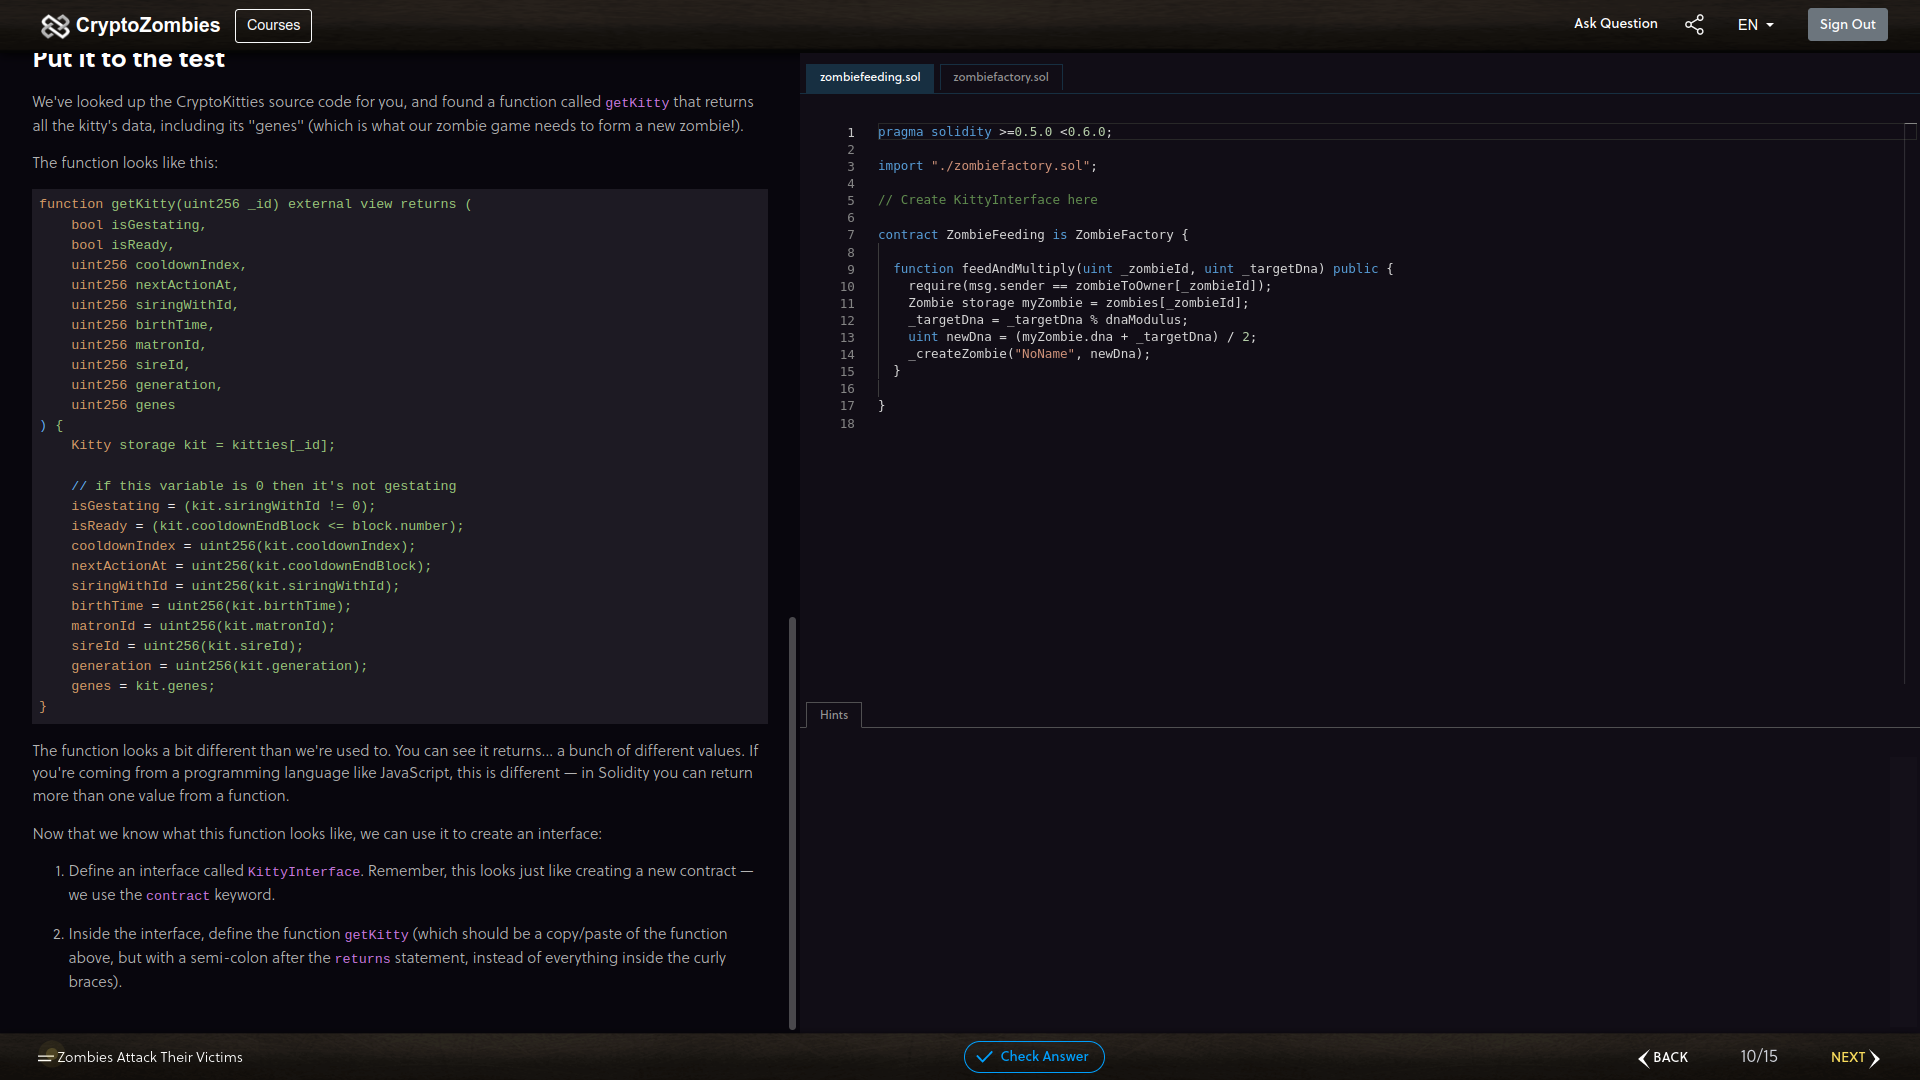 CryptoZombies
Courses
Ask Question
EN
Sign Out
Put it to the test
We've looked up the CryptoKitties source code for you, and found a function called getKitty that returns
all the kitty's data, including its "genes" (which is what our zombie game needs to form a new zombie!).
The function looks like this:
function getKitty(uint256 _id) external view returns (
    bool isGestating,
    bool isReady,
    uint256 cooldownIndex,
    uint256 nextActionAt,
    uint256 siringWithId,
    uint256 birthTime,
    uint256 matronId,
    uint256 sireId,
    uint256 generation,
    uint256 genes
) {
    Kitty storage kit = kitties[_id];
    // if this variable is 0 then it's not gestating
    isGestating = (kit.siringWithId != 0);
    isReady = (kit.cooldownEndBlock <= block.number);
    cooldownIndex = uint256(kit.cooldownIndex);
    nextActionAt = uint256(kit.cooldownEndBlock);
    siringWithId = uint256(kit.siringWithId);
    birthTime = uint256(kit.birthTime);
    matronId = uint256(kit.matronId);
    sireId = uint256(kit.sireId);
    generation = uint256(kit.generation);
    genes = kit.genes;
}
The function looks a bit different than we're used to. You can see it returns... a bunch of different values. If
you're coming from a programming language like JavaScript, this is different — in Solidity you can return
more than one value from a function.
Now that we know what this function looks like, we can use it to create an interface:
1. Define an interface called KittyInterface. Remember, this looks just like creating a new contract —
we use the contract keyword.
2. Inside the interface, define the function getKitty (which should be a copy/paste of the function
above, but with a semi-colon after the returns statement, instead of everything inside the curly
braces).
zombiefeeding.sol
zombiefactory.sol
1 pragma solidity >=0.5.0 <0.6.0;
2
3 import "./zombiefactory.sol";
4
5 // Create KittyInterface here
6
7 contract ZombieFeeding is ZombieFactory {
8
9   function feedAndMultiply(uint _zombieId, uint _targetDna) public {
10     require(msg.sender == zombieToOwner[_zombieId]);
11     Zombie storage myZombie = zombies[_zombieId];
12     _targetDna = _targetDna % dnaModulus;
13     uint newDna = (myZombie.dna + _targetDna) / 2;
14     _createZombie("NoName", newDna);
15   }
16
17 }
18
Hints
Zombies Attack Their Victims
Check Answer
BACK
10/15
NEXT